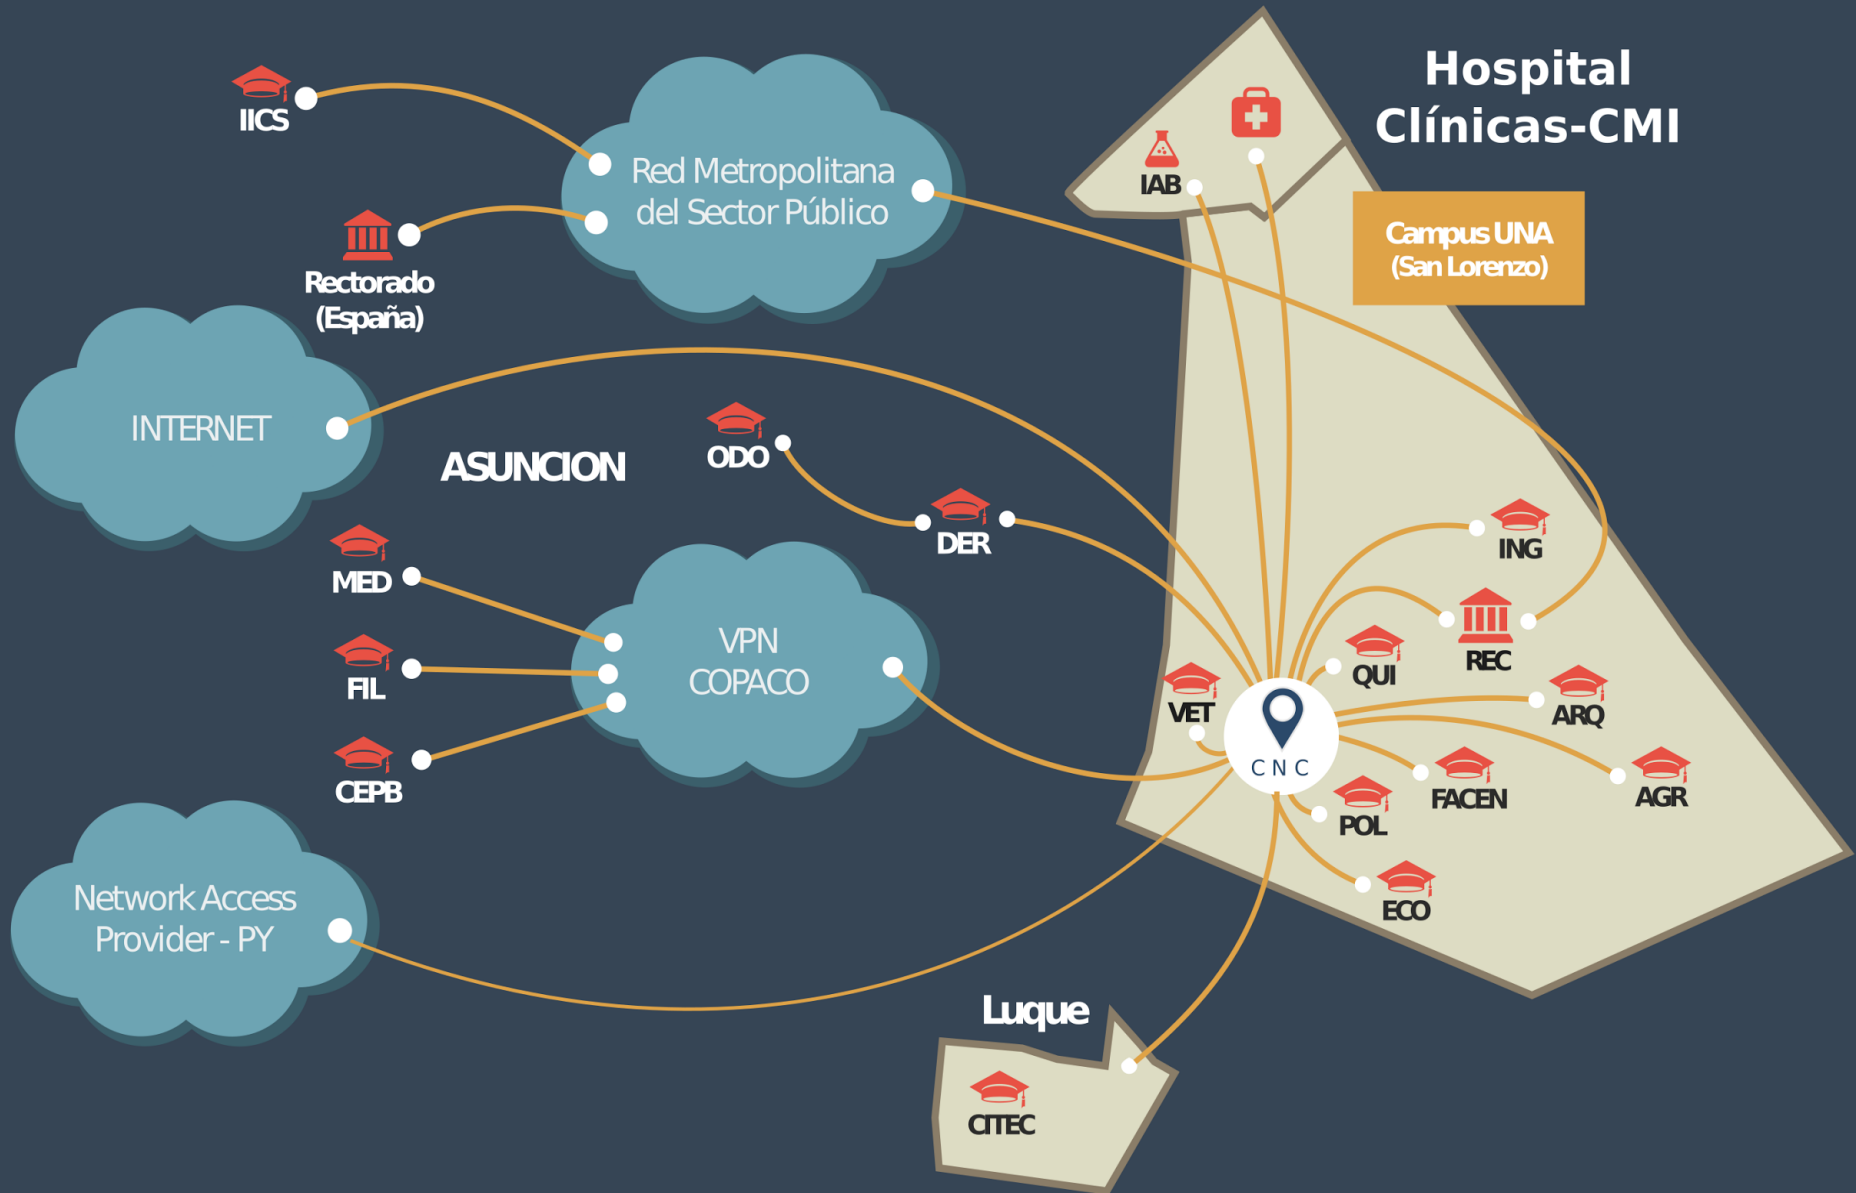 Hospital
Clínicas-CMI
IICS
Red Metropolitana
del Sector Público
IAB
Campus UNA
(San Lorenzo)
Rectorado
(España)
INTERNET
ASUNCION
ODO
DER
ING
MED
VPN
COPACO
FIL
QUI
REC
VET
ARQ
CNC
CEPB
FACEN
AGR
POL
Network Access
Provider - PY
ECO
Luque
CITEC